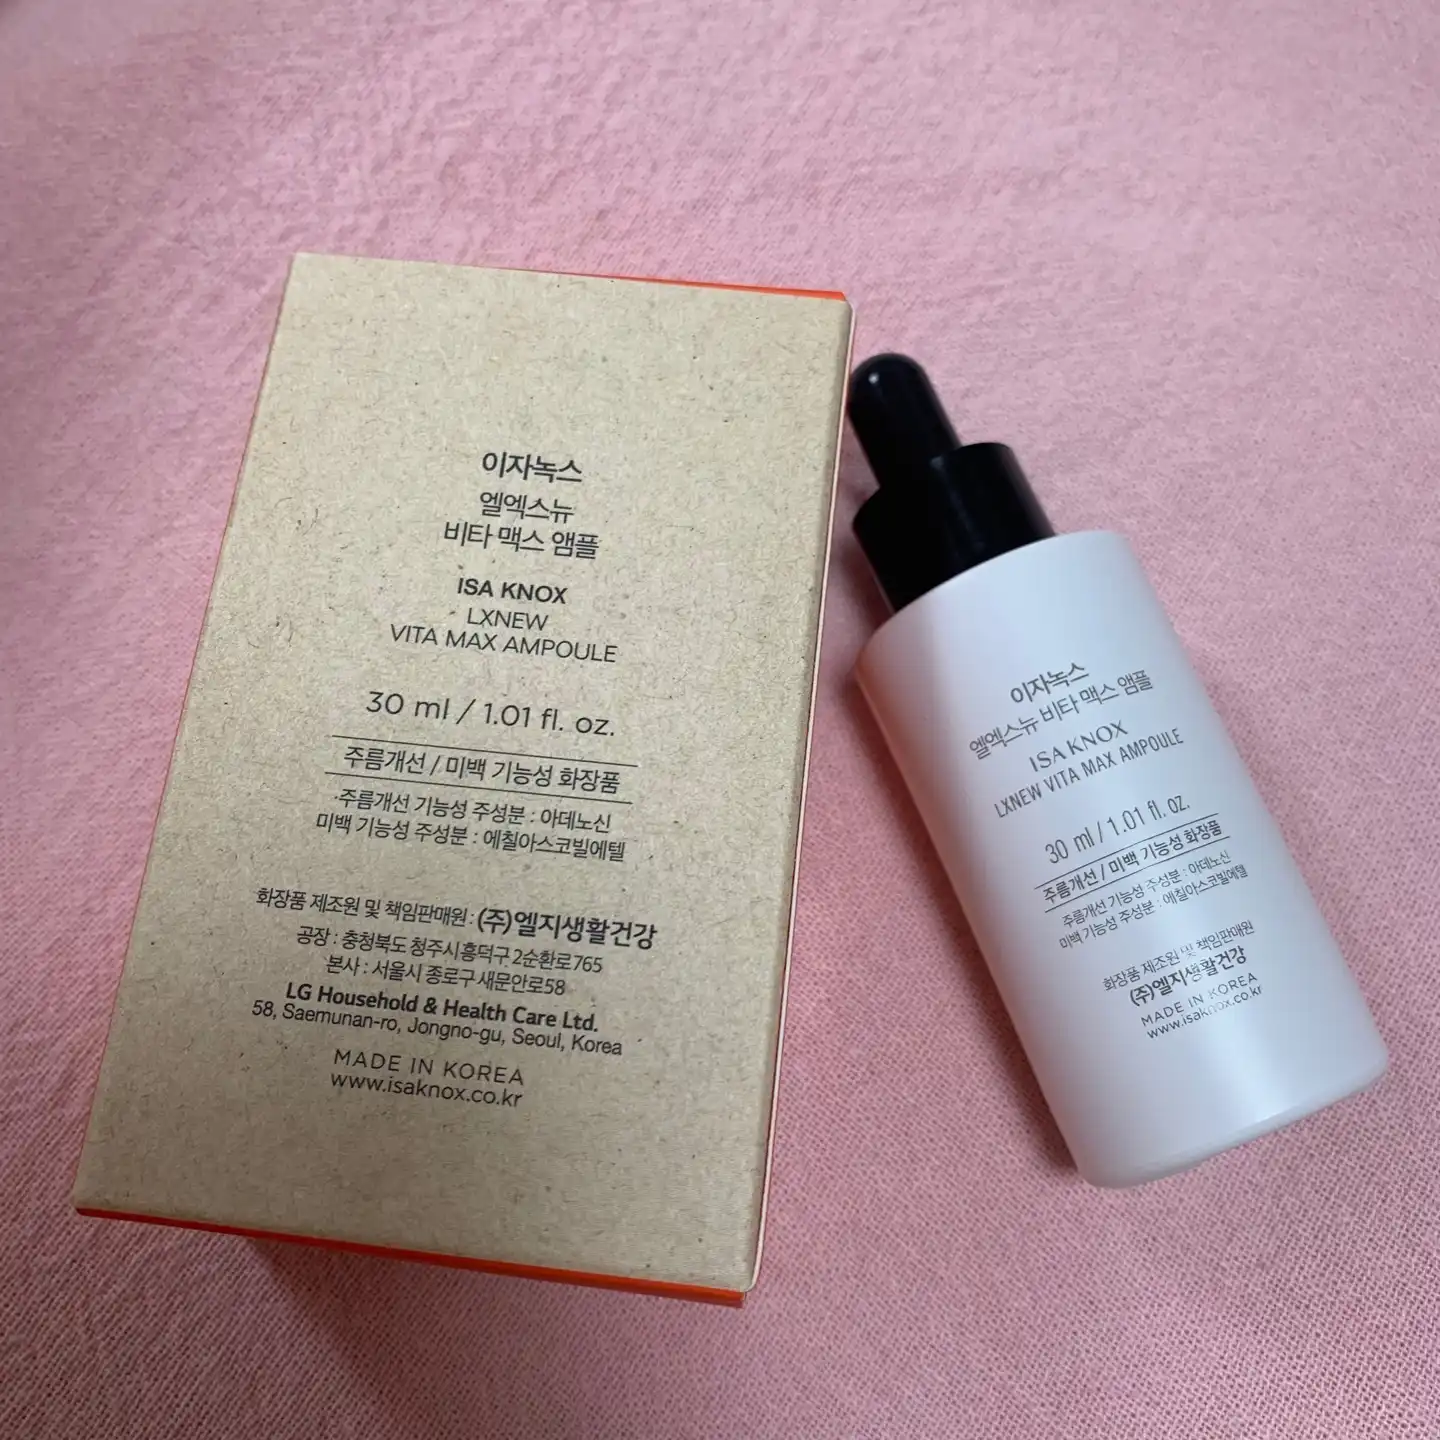 이자녹스
엘엑스뉴
비타 맥스 앰플
ISA KNOX
LXNEW
VITA MAX AMPOULE
30 ml / 1.01 fl. oz.
주름개선 / 미백 기능성 화장품
주름개선 기능성 주성분 : 아데노신
미백 기능성 주성분 : 에칠아스코빌에텔
화장품 제조원 및 책임판매원 : (주)엘지생활건강
공장 : 충청북도 청주시 흥덕구 2순환로 765
본사 : 서울시 종로구 새문안로58
LG Household & Health Care Ltd.
58, Saemunan-ro, Jongno-gu, Seoul, Korea
MADE IN KOREA
www.isaknox.co.kr
이자녹스
엘엑스뉴 비타 맥스 앰플
ISA KNOX
LXNEW VITA MAX AMPOULE
30 ml / 1.01 fl. oz.
주름개선 / 미백 기능성 화장품
주름개선 기능성 주성분 : 아데노신
미백 기능성 주성분 : 에칠아스코빌에텔
화장품 제조원 및 책임판매원
(주)엘지생활건강
MADE IN KOREA
www.isaknox.co.kr